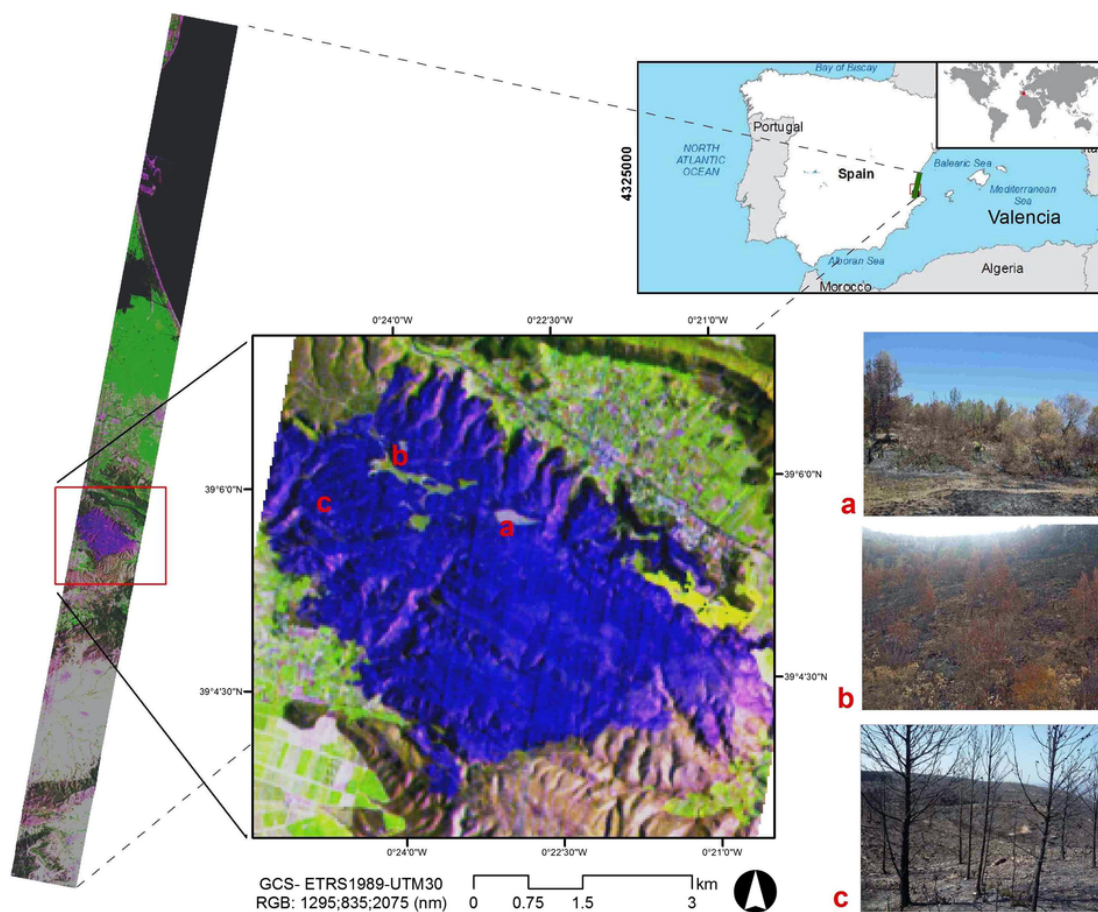 Bay of Biscay
Portugal
NORTH
ATLANTIC
OCEAN
4325000
Spain
Balearic Sea
Mediterranean
Sea
Valencia
Alboran Sea
Algeria
Morocco
0°24'0"W
0°22'30"W
0°21'0"W
39°6'0"N
39°6'0"N
39°4'30"N
39°4'30"N
b
c
a
0°24'0"W
0°22'30"W
0°21'0"W
a
b
c
GCS- ETRS1989-UTM30
RGB: 1295;835;2075 (nm)
km
0 0.75 1.5 3